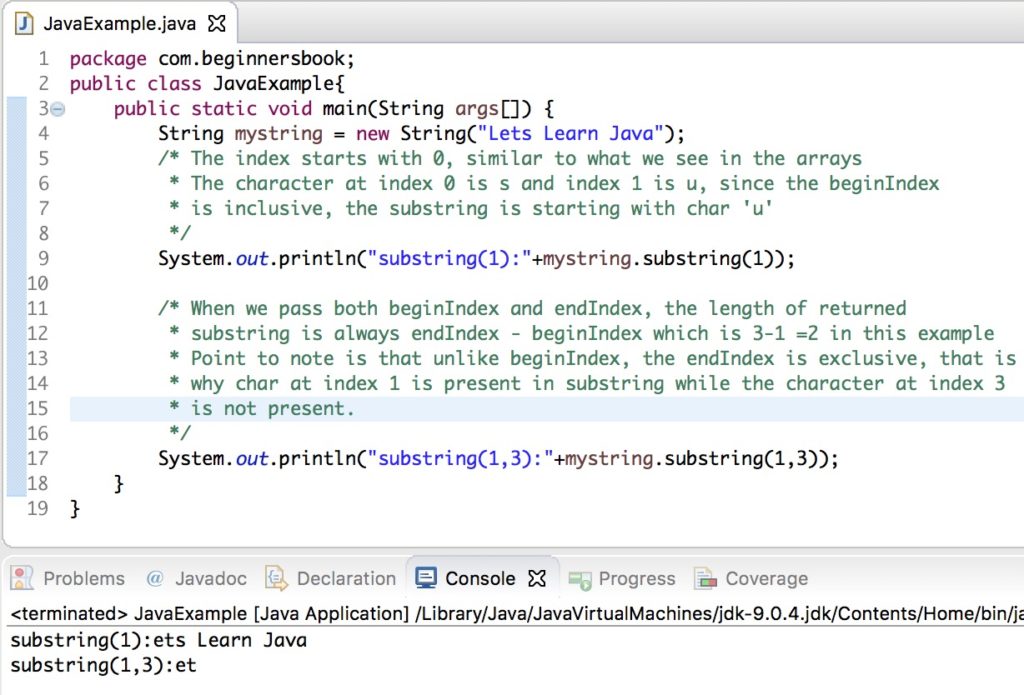 JavaExample.java
1 package com.beginnersbook;
2 public class JavaExample{
3 public static void main(String args[]) {
4 String mystring = new String("Lets Learn Java");
5 /* The index starts with 0, similar to what we see in the arrays
6 * The character at index 0 is s and index 1 is u, since the beginIndex
7 * is inclusive, the substring is starting with char 'u'
8 */
9 System.out.println("substring(1):"+mystring.substring(1));
10
11 /* When we pass both beginIndex and endIndex, the length of returned
12 * substring is always endIndex - beginIndex which is 3-1 =2 in this example
13 * Point to note is that unlike beginIndex, the endIndex is exclusive, that is
14 * why char at index 1 is present in substring while the character at index 3
15 * is not present.
16 */
17 System.out.println("substring(1,3):"+mystring.substring(1,3));
18 }
19 }
Problems @ Javadoc Declaration Console Progress Coverage
<terminated> JavaExample [Java Application] /Library/Java/JavaVirtualMachines/jdk-9.0.4.jdk/Contents/Home/bin/ja
substring(1):ets Learn Java
substring(1,3):et